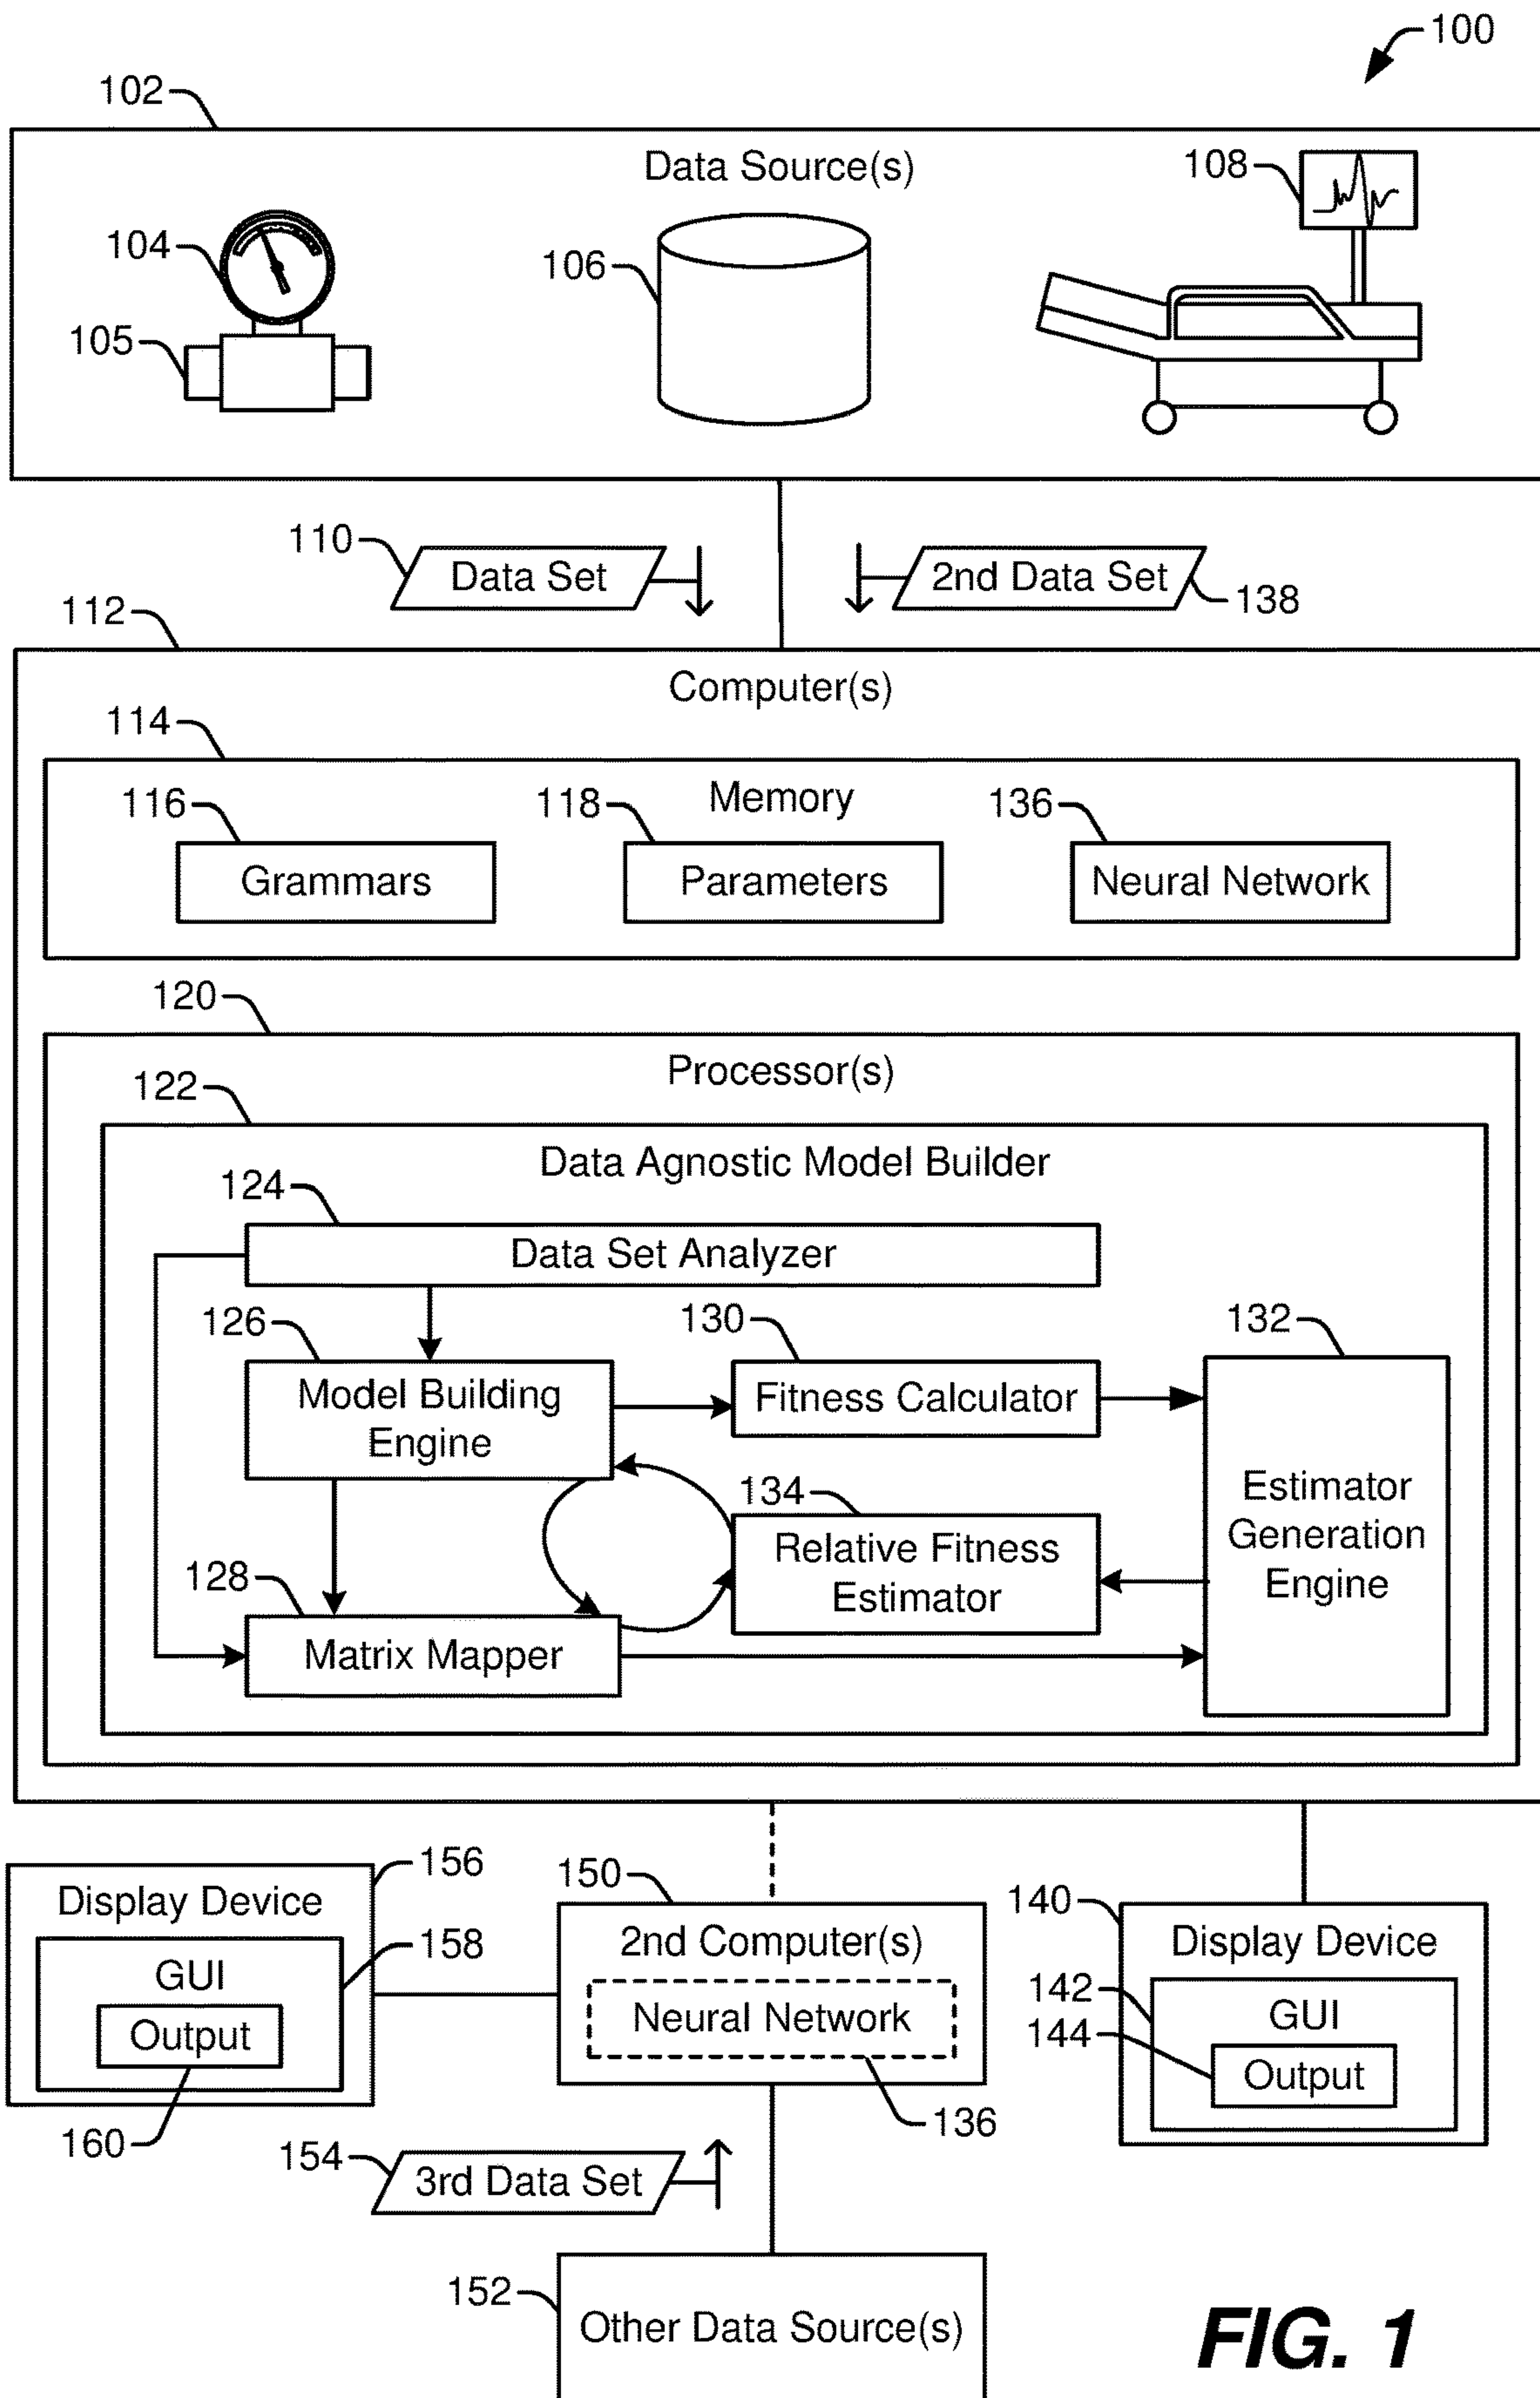 100
102
Data Source(s)
108
104
106
105
110
Data Set
2nd Data Set
138
112
Computer(s)
114
Memory
116
118
136
Grammars
Parameters
Neural Network
120
Processor(s)
122
Data Agnostic Model Builder
124
Data Set Analyzer
126
130
132
Model Building
Engine
Fitness Calculator
134
Estimator
Generation
Engine
Relative Fitness
Estimator
128
Matrix Mapper
156
150
140
Display Device
2nd Computer(s)
Display Device
158
GUI
142
GUI
Output
Neural Network
144
Output
160
136
154
3rd Data Set
152
Other Data Source(s)
FIG. 1